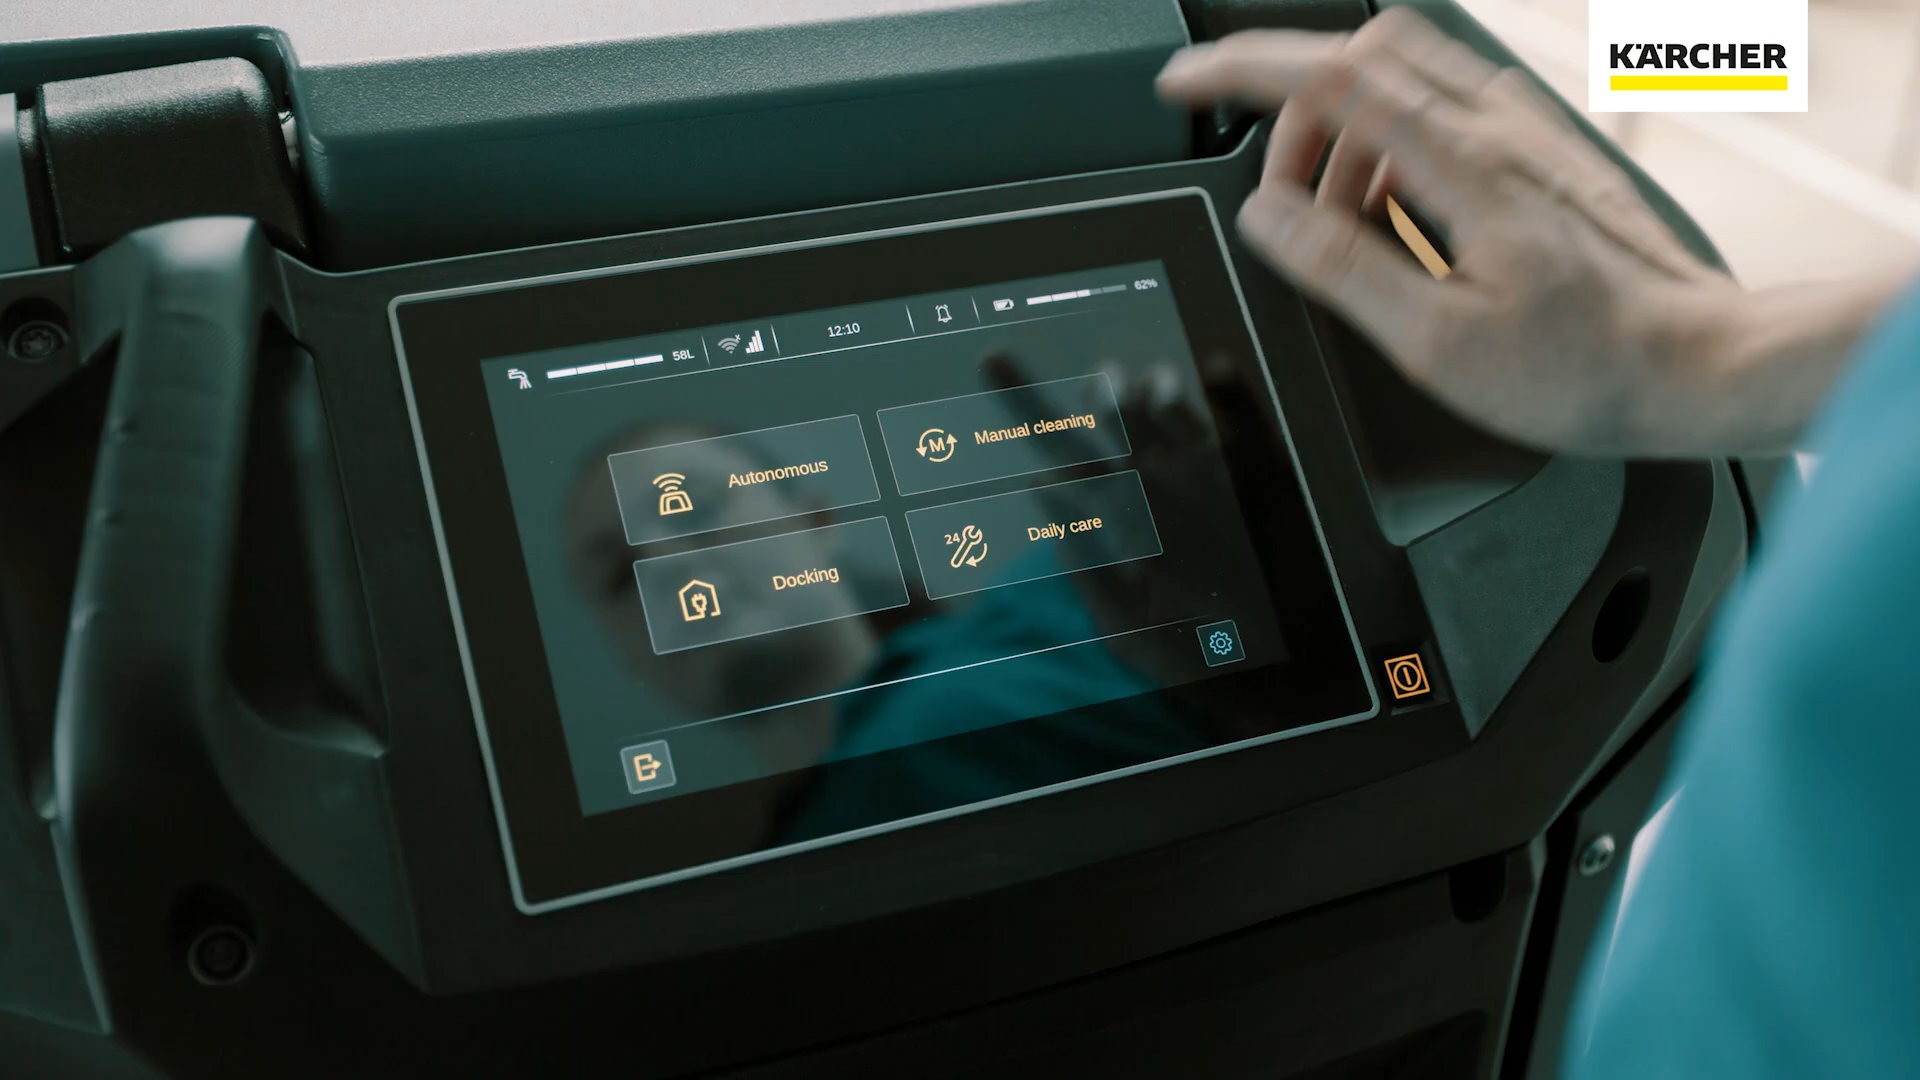 KÄRCHER
58L
12:10
62%
Autonomous
M
Manual cleaning
Docking
24
Daily care